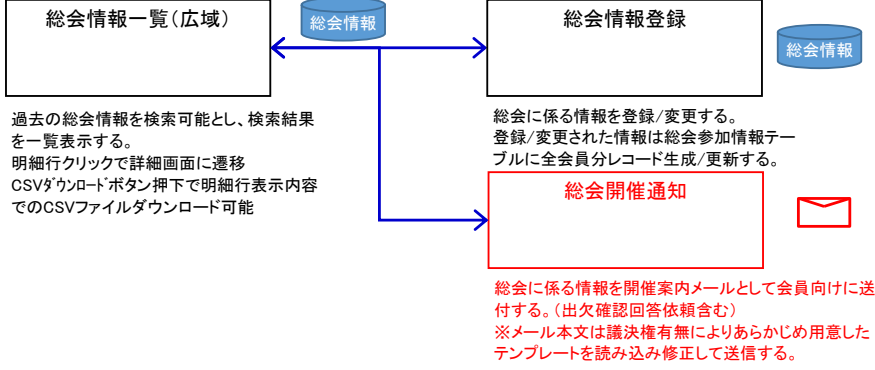 総会情報一覧(広域)
総会情報
過去の総会情報を検索可能とし、検索結果
を一覧表示する。
明細行クリックで詳細画面に遷移
CSVﾀﾞｳﾝﾛｰﾄﾞボタン押下で明細行表示内容
でのCSVファイルダウンロード可能
総会情報登録
総会情報
総会に係る情報を登録/変更する。
登録/変更された情報は総会参加情報テー
ブルに全会員分レコード生成/更新する。
総会開催通知
総会に係る情報を開催案内メールとして会員向けに送
付する。(出欠確認回答依頼含む)
※メール本文は議決権有無によりあらかじめ用意した
テンプレートを読み込み修正して送信する。